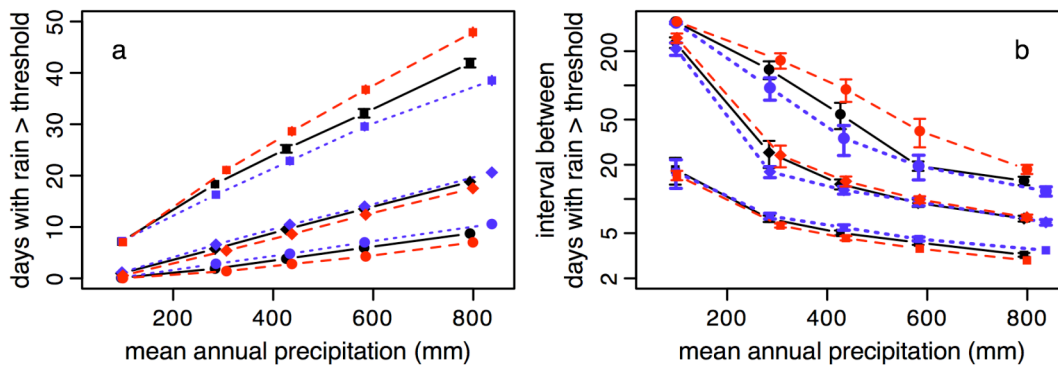 a
days with rain > threshold
0 10 20 30 40 50
200 400 600 800
mean annual precipitation (mm)
b
interval between
days with rain > threshold
2 5 10 20 50 200
200 400 600 800
mean annual precipitation (mm)